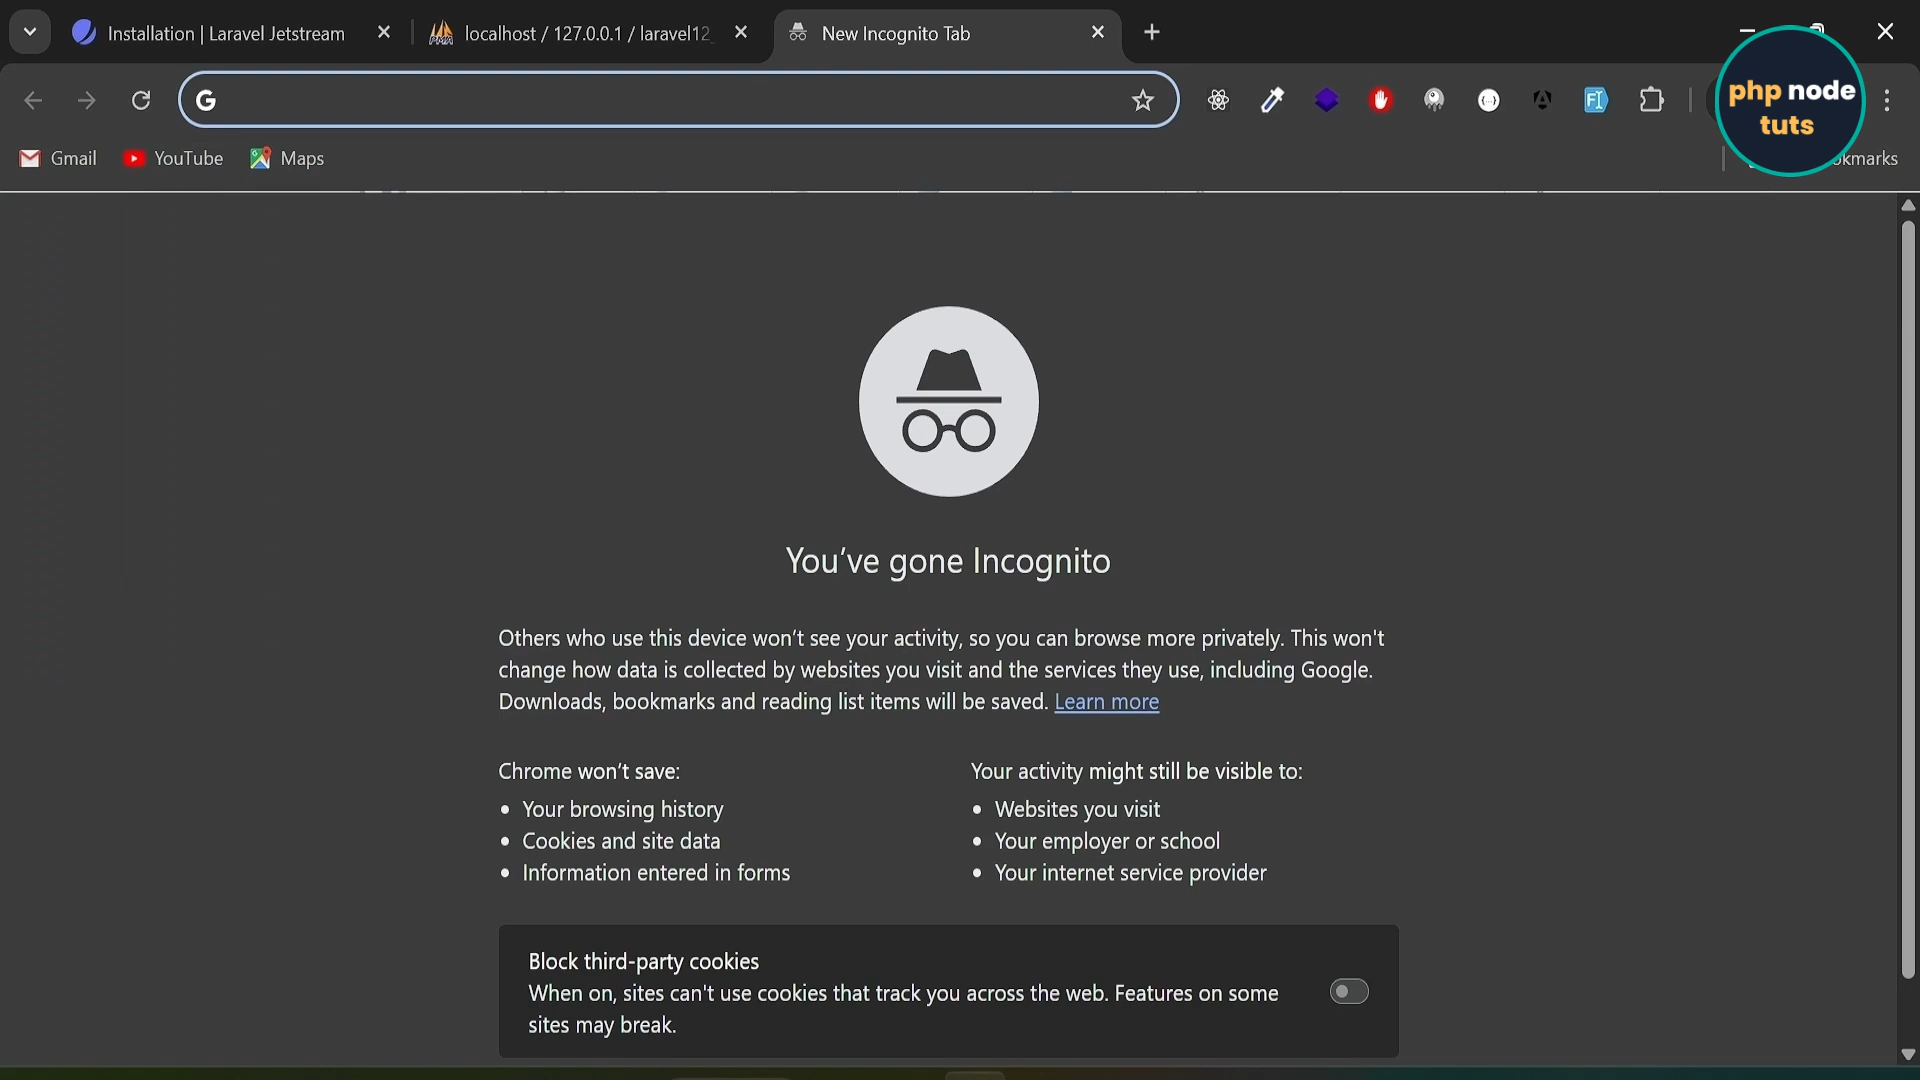 Installation | Laravel Jetstream
localhost / 127.0.0.1 / laravel12_
New Incognito Tab
php node
tuts
Gmail
YouTube
Maps
okmarks
You've gone Incognito
Others who use this device won't see your activity, so you can browse more privately. This won't
change how data is collected by websites you visit and the services they use, including Google.
Downloads, bookmarks and reading list items will be saved. Learn more
Chrome won't save:
Your browsing history
Cookies and site data
Information entered in forms
Your activity might still be visible to:
Websites you visit
Your employer or school
Your internet service provider
Block third-party cookies
When on, sites can't use cookies that track you across the web. Features on some
sites may break.